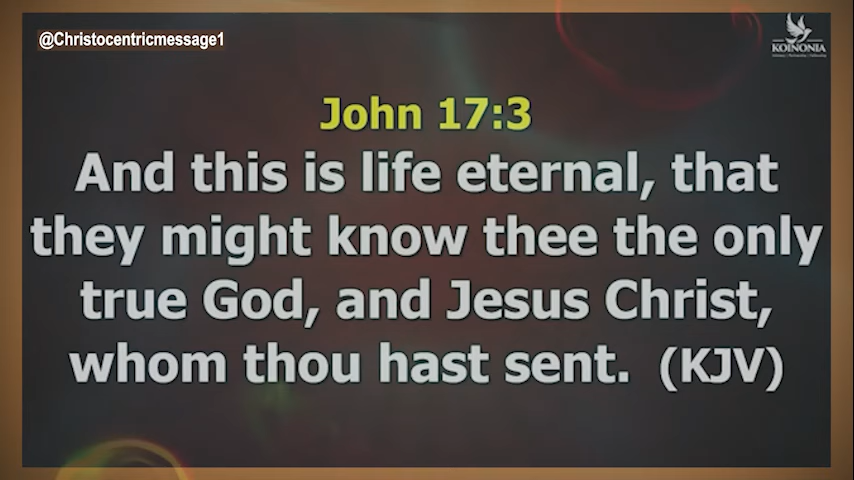 @Christocentricmessage1
KOINONIA
John 17:3
And this is life eternal, that
they might know thee the only
true God, and Jesus Christ,
whom thou hast sent. (KJV)